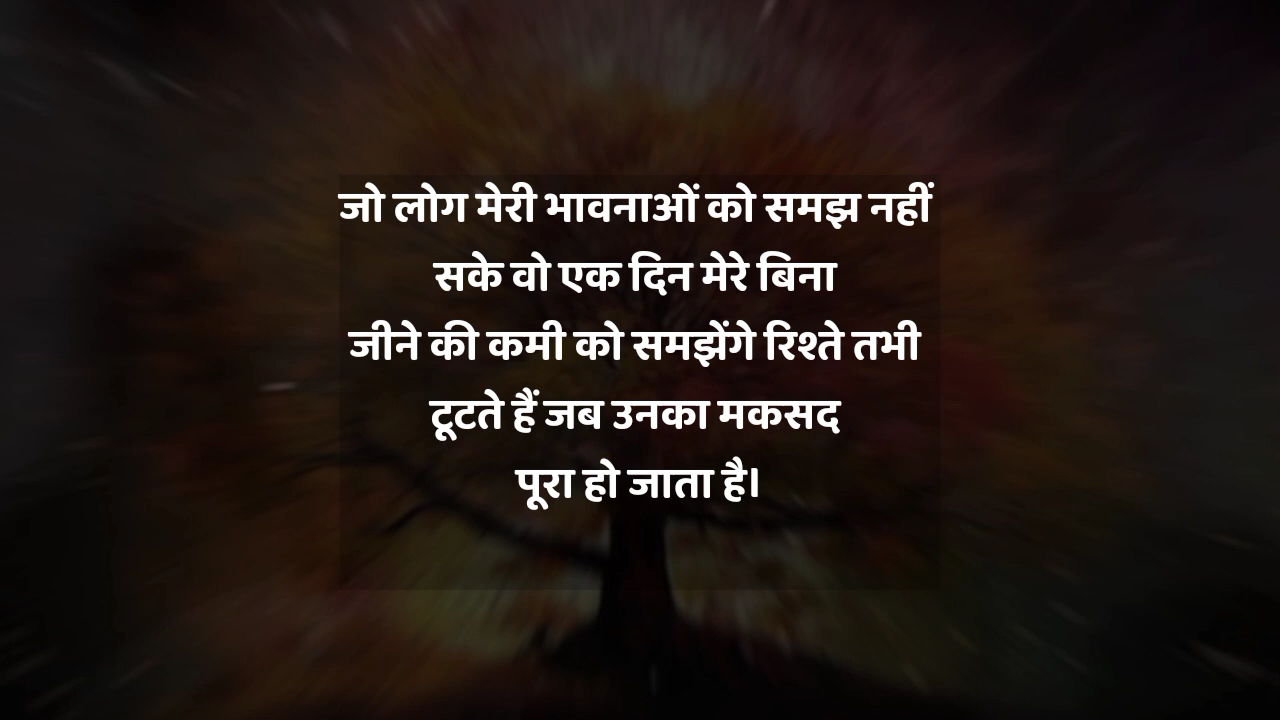 जो लोग मेरी भावनाओं को समझ नहीं
सके वो एक दिन मेरे बिना
जीने की कमी को समझेंगे रिश्ते तभी
टूटते हैं जब उनका मकसद
पूरा हो जाता है।